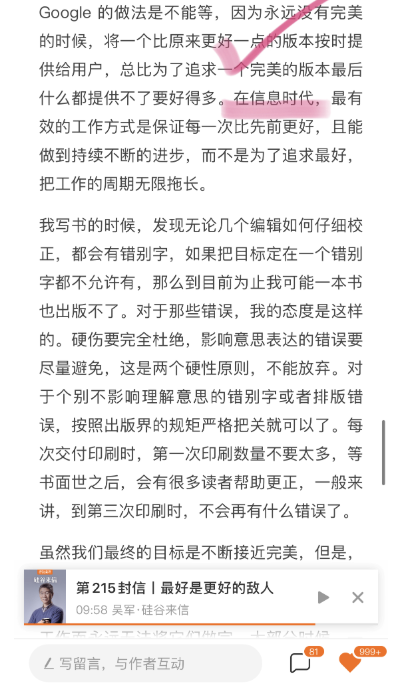 Google 的做法是不能等，因为永远没有完美
的时候，将一个比原来更好一点的版本按时提
供给用户，总比为了追求一个完美的版本最后
什么都提供不了要好得多。在信息时代，最有
效的工作方式是保证每一次比先前更好，且能
做到持续不断的进步，而不是为了追求最好，
把工作的周期无限拖长。
我写书的时候，发现无论几个编辑如何仔细校
正，都会有错别字，如果把目标定在一个错别
字都不允许有，那么到目前为止我可能一本书
也出版不了。对于那些错误，我的态度是这样
的。硬伤要完全杜绝，影响意思表达的错误要
尽量避免，这是两个硬性原则，不能放弃。对
于个别不影响理解意思的错别字或者排版错
误，按照出版界的规矩严格把关就可以了。每
次交付印刷时，第一次印刷数量不要太多，等
书面世之后，会有很多读者帮助更正，一般来
讲，到第三次印刷时，不会再有什么错误了。
虽然我们最终的目标是不断接近完美，但是，
硅谷来信
第215封信丨最好是更好的敌人
09:58 吴军·硅谷来信
写留言，与作者互动
81
999+